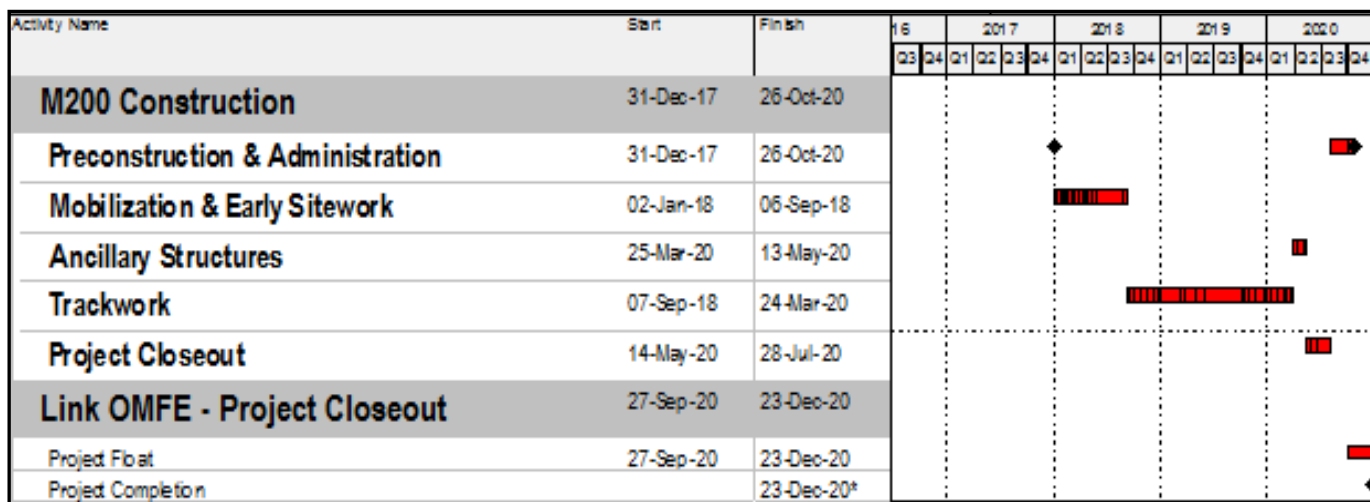 Activity Name Start Finish 16 2017 2018 2019 2020
Q3 Q4 Q1 Q2 Q3 Q4 Q1 Q2 Q3 Q4 Q1 Q2 Q3 Q4 Q1 Q2 Q3 Q4
M200 Construction 31-Dec-17 26-Oct-20
Preconstruction & Administration 31-Dec-17 26-Oct-20
Mobilization & Early Sitework 02-Jan-18 06-Sep-18
Ancillary Structures 25-Mar-20 13-May-20
Trackwork 07-Sep-18 24-Mar-20
Project Closeout 14-May-20 28-Jul-20
Link OMFE - Project Closeout 27-Sep-20 23-Dec-20
Project Float 27-Sep-20 23-Dec-20
Project Completion 23-Dec-20*